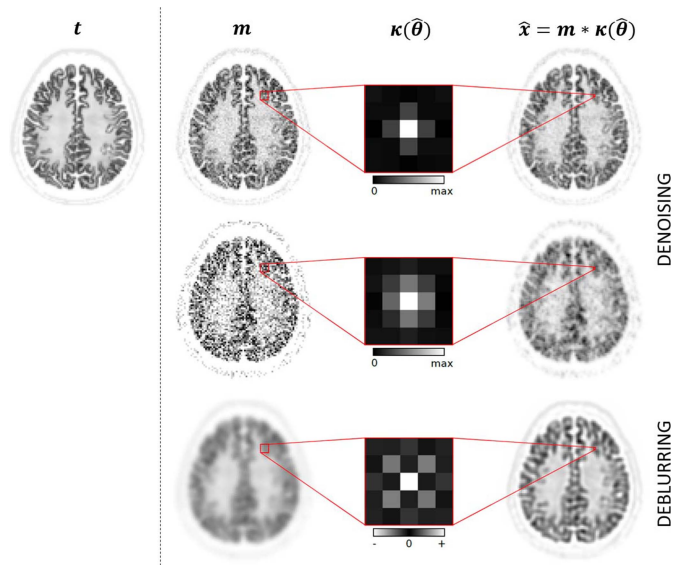 t
m
κ(θ̂)
x̂ = m ∗ κ(θ̂)
0 max
DENOISING
0 max
- 0 +
DEBLURRING